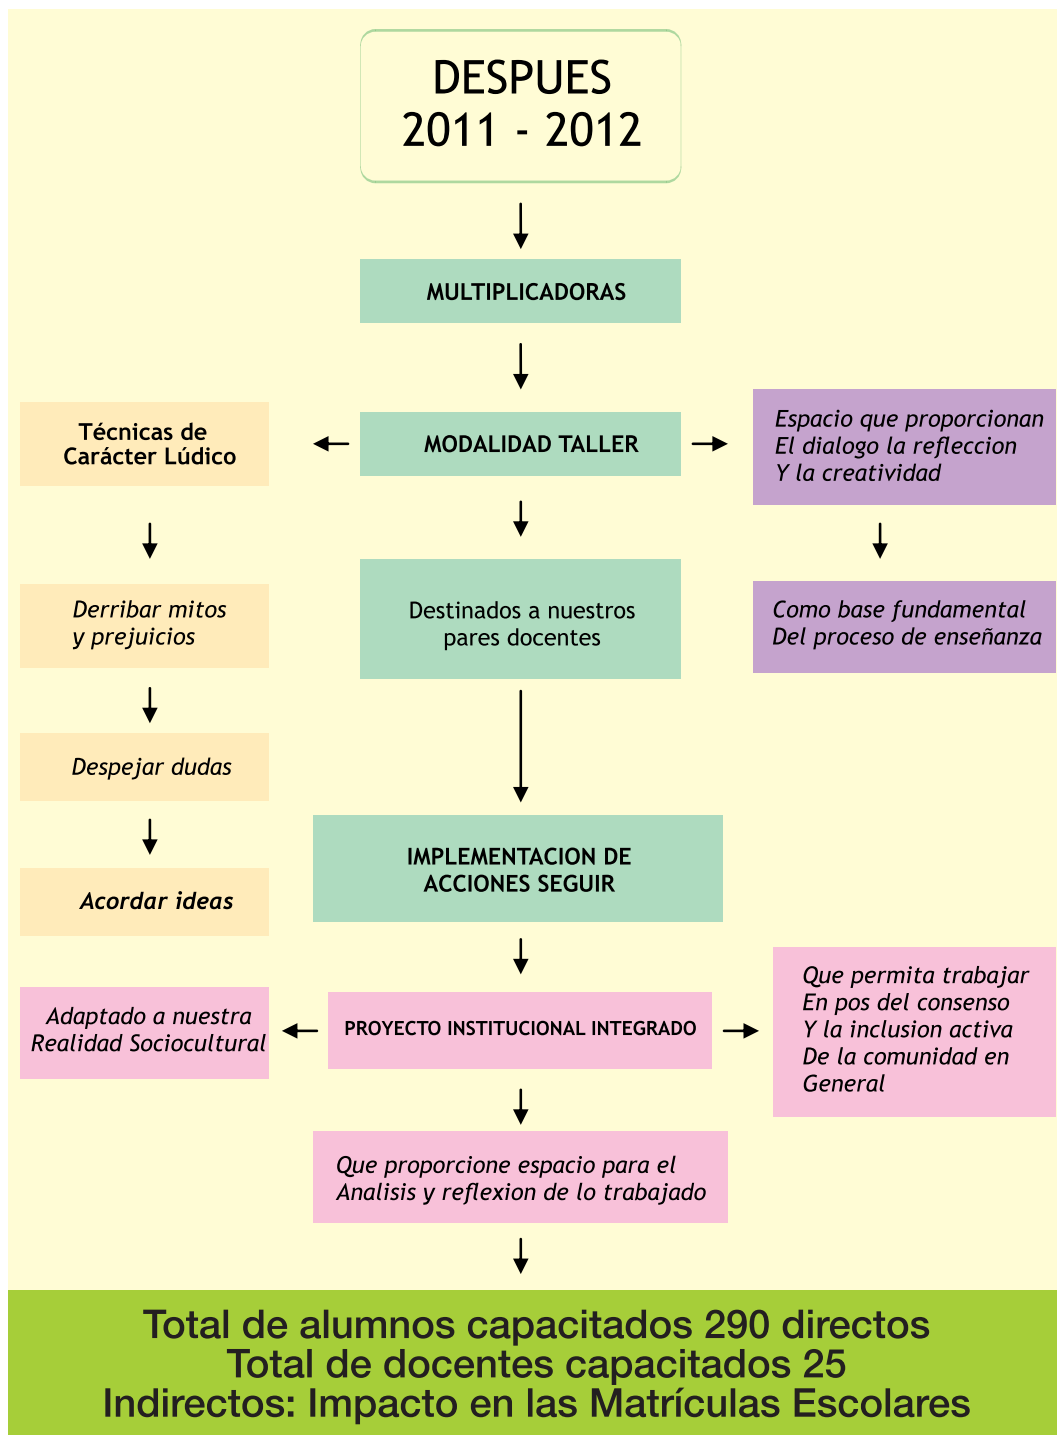 DESPUES
2011 - 2012
MULTIPLICADORAS
MODALIDAD TALLER
Técnicas de
Carácter Lúdico
Espacio que proporcionan
El dialogo la refleccion
Y la creatividad
Derribar mitos
y prejuicios
Destinados a nuestros
pares docentes
Como base fundamental
Del proceso de enseñanza
Despejar dudas
Acordar ideas
IMPLEMENTACION DE
ACCIONES SEGUIR
Adaptado a nuestra
Realidad Sociocultural
PROYECTO INSTITUCIONAL INTEGRADO
Que permita trabajar
En pos del consenso
Y la inclusion activa
De la comunidad en
General
Que proporcione espacio para el
Analisis y reflexion de lo trabajado
Total de alumnos capacitados 290 directos
Total de docentes capacitados 25
Indirectos: Impacto en las Matrículas Escolares